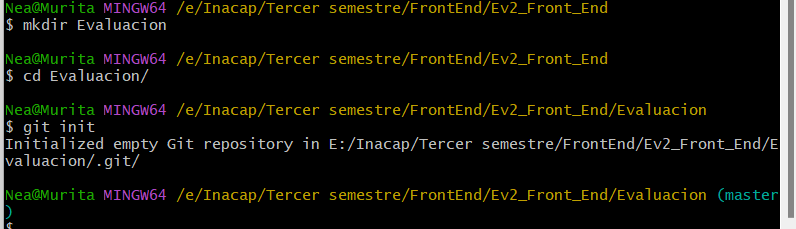 Nea@Murita MINGW64 /e/Inacap/Tercer semestre/FrontEnd/Ev2_Front_End
$ mkdir Evaluacion
Nea@Murita MINGW64 /e/Inacap/Tercer semestre/FrontEnd/Ev2_Front_End
$ cd Evaluacion/
Nea@Murita MINGW64 /e/Inacap/Tercer semestre/FrontEnd/Ev2_Front_End/Evaluacion
$ git init
Initialized empty Git repository in E:/Inacap/Tercer semestre/FrontEnd/Ev2_Front_End/E
valuacion/.git/
Nea@Murita MINGW64 /e/Inacap/Tercer semestre/FrontEnd/Ev2_Front_End/Evaluacion (master
)
$